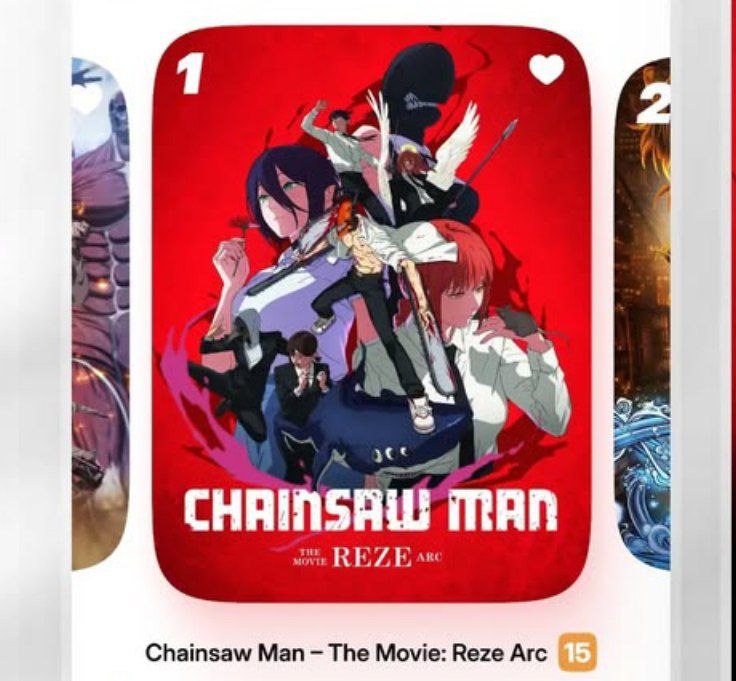 1
2
CHAINSAW MAN
THE MOVIE REZE ARC
Chainsaw Man – The Movie: Reze Arc 15